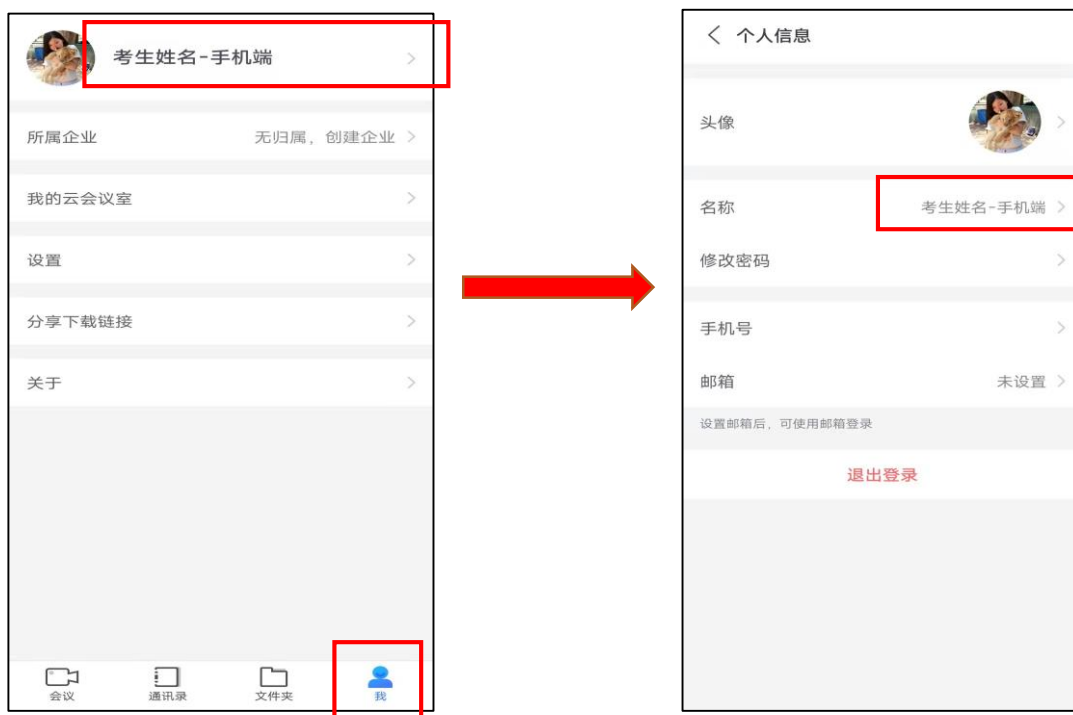 考生姓名-手机端
所属企业 无归属，创建企业
我的云会议室
设置
分享下载链接
关于
会议 通讯录 文件夹 我
个人信息
头像
名称 考生姓名-手机端
修改密码
手机号
邮箱 未设置
设置邮箱后，可使用邮箱登录
退出登录